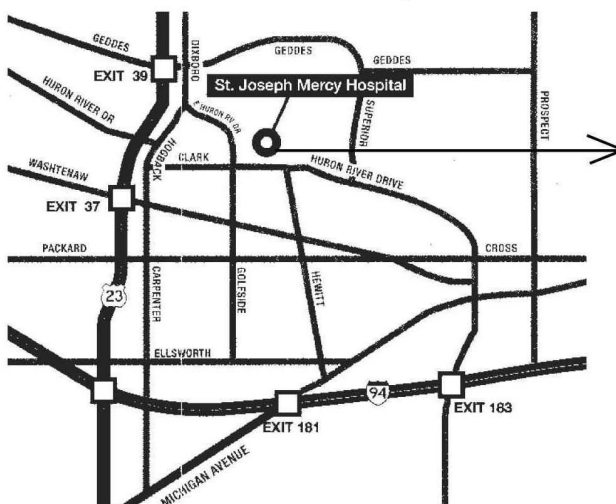 GEDDES
DIXBORO
GEDDES
GEDDES
EXIT 39
St. Joseph Mercy Hospital
HURON RIVER DR
E HURON RV DR
SUPERIOR
PROSPECT
HOGBACK
CLARK
HURON RIVER DRIVE
WASHTENAW
EXIT 37
PACKARD
CROSS
23
CARPENTER
GOLFSIDE
HEWITT
ELLSWORTH
94
EXIT 183
EXIT 181
MICHIGAN AVENUE